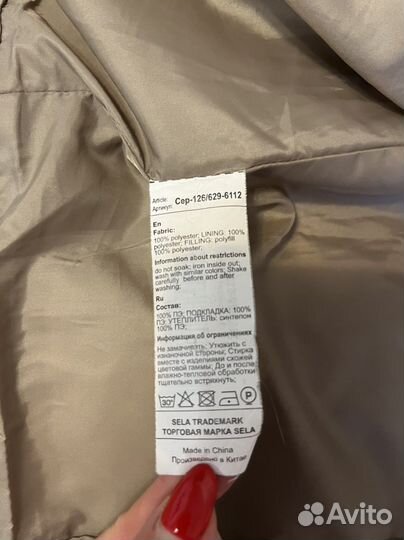 Article:
Артикул: Cep-126/629-6112
En
Fabric:
100% polyester; LINING: 100%
polyester; FILLING: polyfill
100% polyester;
Information about restrictions
do not soak; iron inside out;
wash with similar colors; Shake
carefully before and after
washing;
Ru
Состав:
100% ПЭ; ПОДКЛАДКА: 100%
ПЭ; УТЕПЛИТЕЛЬ: синтепон
100% ПЭ;
Информация об ограничениях
Не замачивать; Утюжить с
изнаночной стороны; Стирка
вместе с изделиями схожей
цветовой гаммы; До и после
влажно-тепловой обработки
тщательно встряхнуть;
30° P
SELA TRADEMARK
ТОРГОВАЯ МАРКА SELA
Made in China
Произведено в Китае
Avito